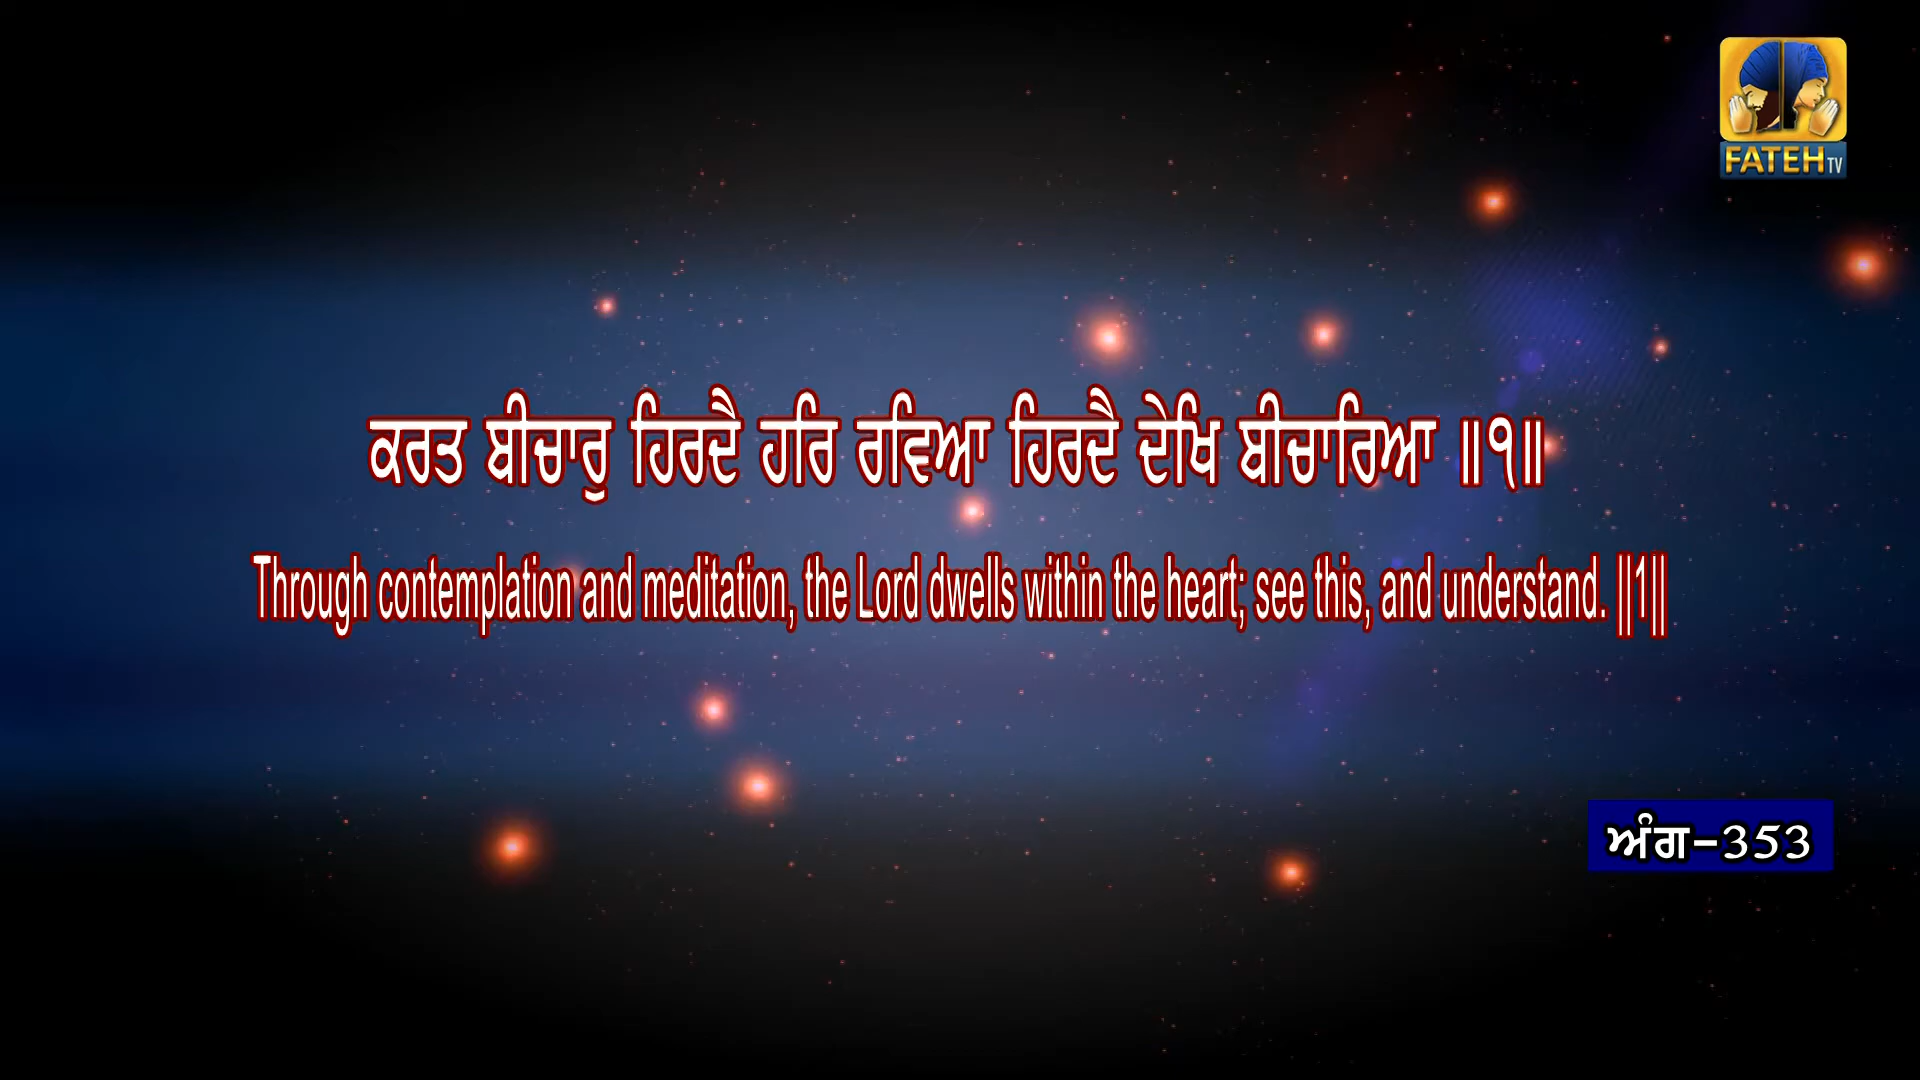 FATEH TV
ਕਰਤ ਬੀਚਾਰੁ ਹਿਰਦੈ ਹਰਿ ਰਵਿਆ ਹਿਰਦੈ ਦੇਖਿ ਬੀਚਾਰਿਆ ॥੧॥
Through contemplation and meditation, the Lord dwells within the heart; see this, and understand. ||1||
ਅੰਗ-353